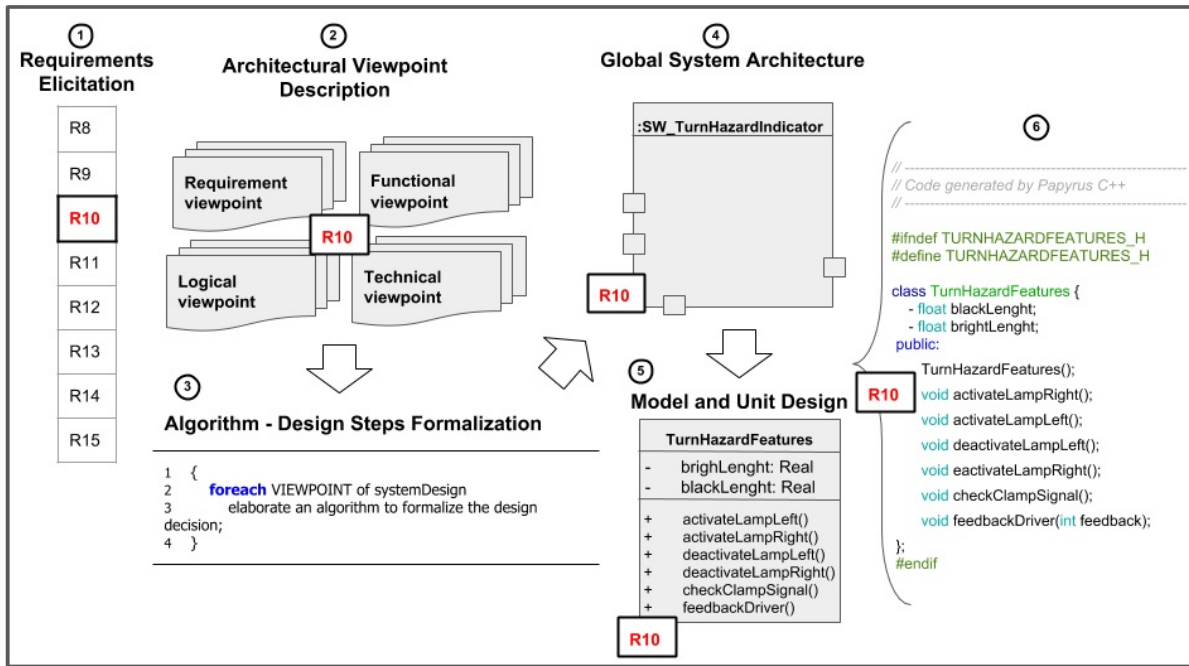 1
Requirements
Elicitation
R8
R9
R10
R11
R12
R13
R14
R15
2
Architectural Viewpoint
Description
Requirement
viewpoint
Functional
viewpoint
R10
Logical
viewpoint
Technical
viewpoint
3
Algorithm - Design Steps Formalization
1 {
2 foreach VIEWPOINT of systemDesign
3 elaborate an algorithm to formalize the design
decision;
4 }
4
Global System Architecture
:SW_TurnHazardIndicator
R10
5
Model and Unit Design
TurnHazardFeatures
- brighLenght: Real
- blackLenght: Real
+ activateLampLeft()
+ activateLampRight()
+ deactivateLampLeft()
+ deactivateLampRight()
+ checkClampSignal()
+ feedbackDriver()
R10
6
// --------------------------------------------------------
// Code generated by Papyrus C++
// --------------------------------------------------------
#ifndef TURNHAZARDFEATURES_H
#define TURNHAZARDFEATURES_H
class TurnHazardFeatures {
- float blackLenght;
- float brightLenght;
public:
TurnHazardFeatures();
R10
void activateLampRight();
void activateLampLeft();
void deactivateLampLeft();
void eactivateLampRight();
void checkClampSignal();
void feedbackDriver(int feedback);
};
#endif